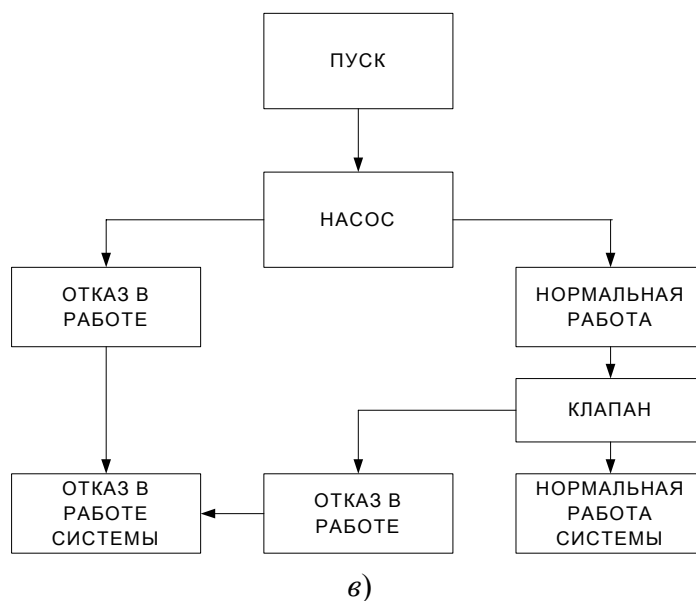 ПУСК
НАСОС
ОТКАЗ В
РАБОТЕ
НОРМАЛЬНАЯ
РАБОТА
КЛАПАН
ОТКАЗ В
РАБОТЕ
СИСТЕМЫ
ОТКАЗ В
РАБОТЕ
НОРМАЛЬНАЯ
РАБОТА
СИСТЕМЫ
в)